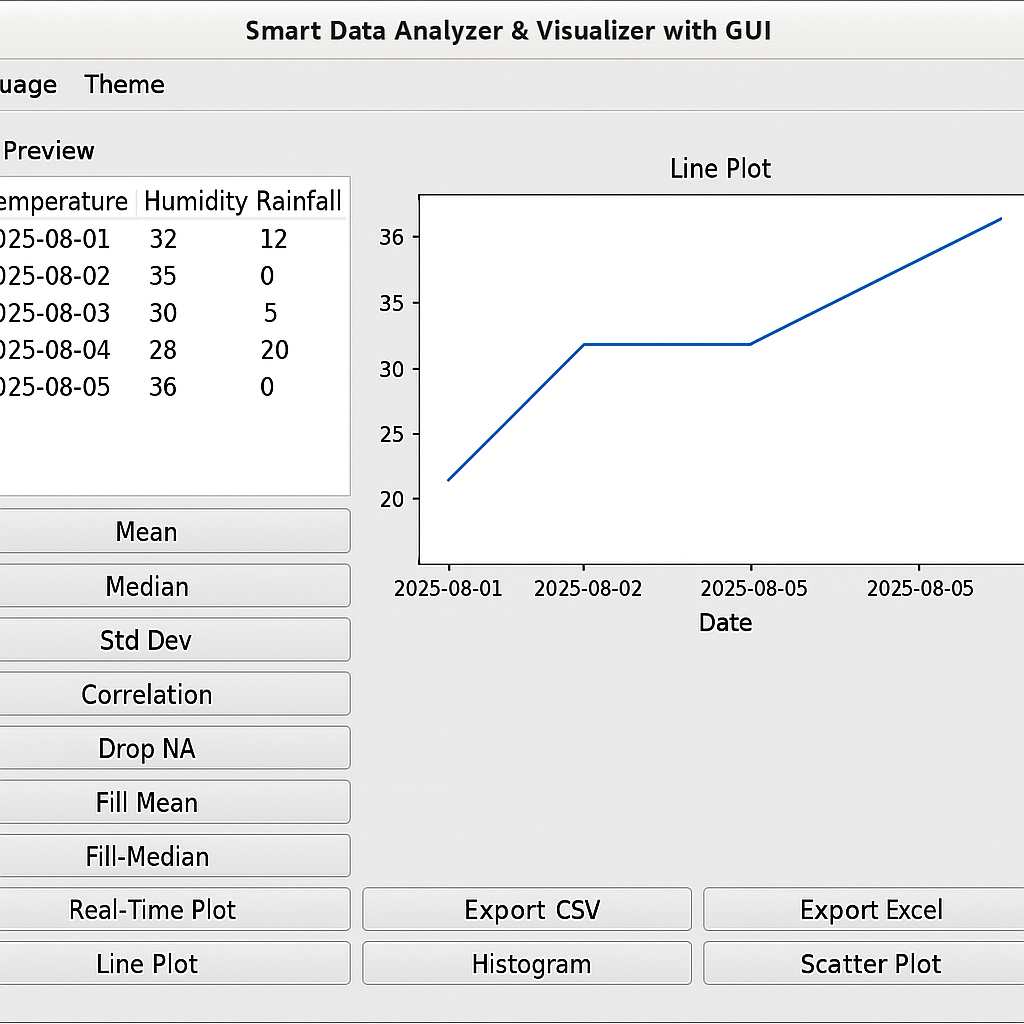 Smart Data Analyzer & Visualizer with GUI
uage Theme
Preview
emperature Humidity Rainfall
025-08-01 32 12
025-08-02 35 0
025-08-03 30 5
025-08-04 28 20
025-08-05 36 0
Mean
Median
Std Dev
Correlation
Drop NA
Fill Mean
Fill-Median
Line Plot
36
35
30
25
20
2025-08-01 2025-08-02 2025-08-05 2025-08-05
Date
Real-Time Plot Export CSV Export Excel
Line Plot Histogram Scatter Plot